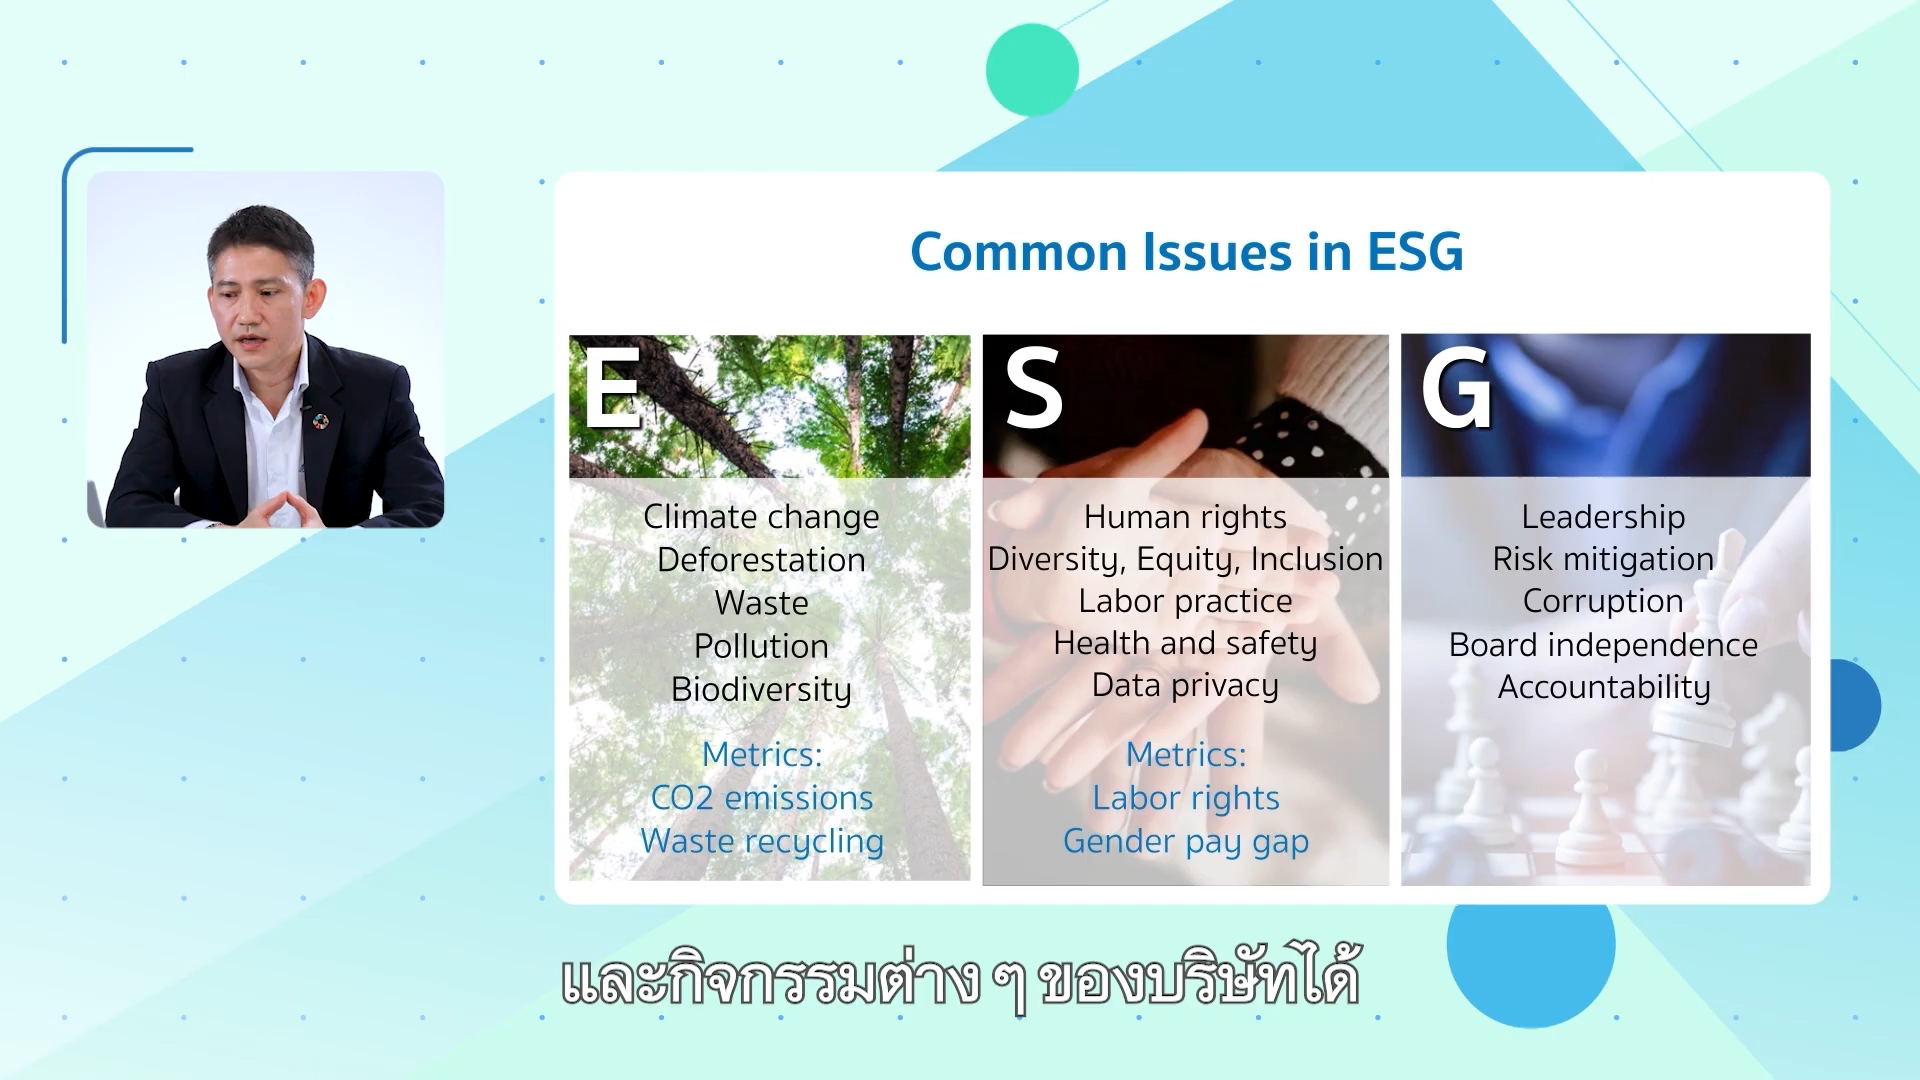 Common Issues in ESG
E
Climate change
Deforestation
Waste
Pollution
Biodiversity
Metrics:
CO2 emissions
Waste recycling
S
Human rights
Diversity, Equity, Inclusion
Labor practice
Health and safety
Data privacy
Metrics:
Labor rights
Gender pay gap
G
Leadership
Risk mitigation
Corruption
Board independence
Accountability
และกิจกรรมต่าง ๆ ของบริษัทได้